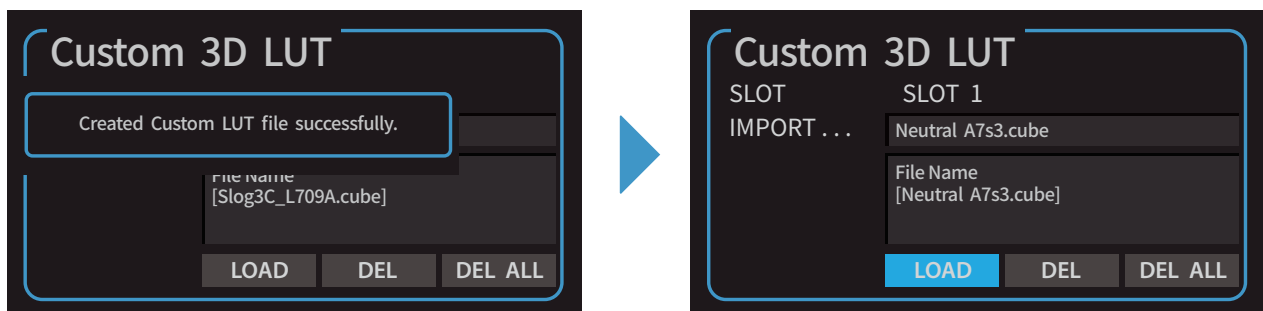 Custom 3D LUT
Created Custom LUT file successfully.
File Name
[Slog3C_L709A.cube]
LOAD DEL DEL ALL
Custom 3D LUT
SLOT SLOT 1
IMPORT... Neutral A7s3.cube
File Name
[Neutral A7s3.cube]
LOAD DEL DEL ALL